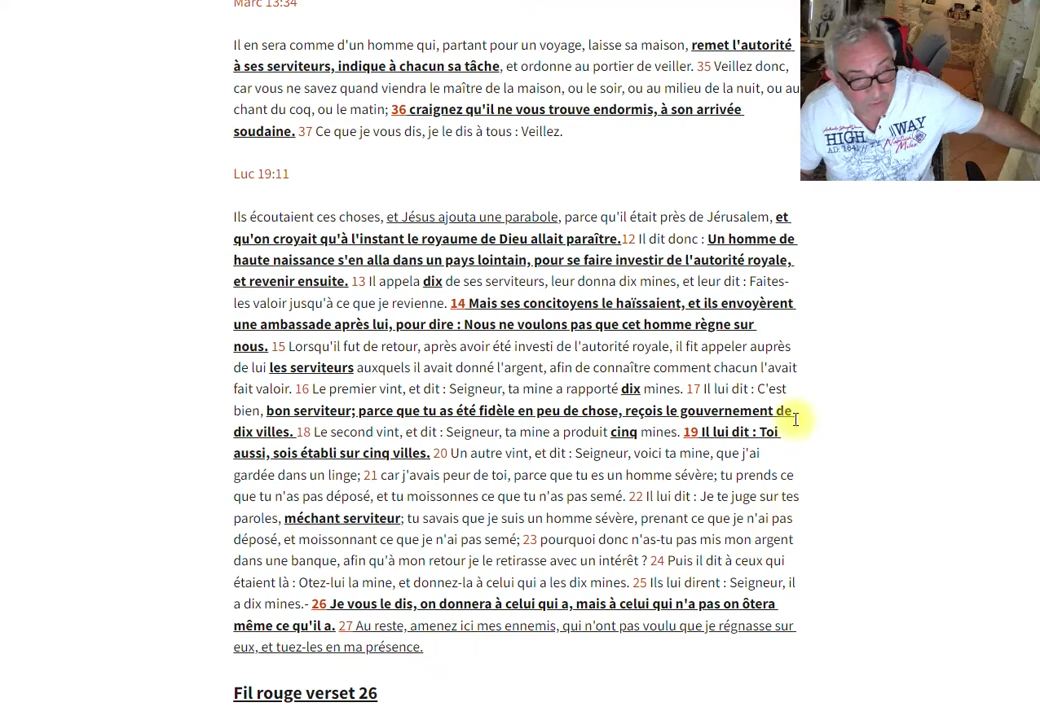 Marc 13:34
Il en sera comme d'un homme qui, partant pour un voyage, laisse sa maison, remet l'autorité
à ses serviteurs, indique à chacun sa tâche, et ordonne au portier de veiller. 35 Veillez donc,
car vous ne savez quand viendra le maître de la maison, ou le soir, ou au milieu de la nuit, ou au
chant du coq, ou le matin; 36 craignez qu'il ne vous trouve endormis, à son arrivée
soudaine. 37 Ce que je vous dis, je le dis à tous : Veillez.
Luc 19:11
Ils écoutaient ces choses, et Jésus ajouta une parabole, parce qu'il était près de Jérusalem, et
qu'on croyait qu'à l'instant le royaume de Dieu allait paraître.12 Il dit donc : Un homme de
haute naissance s'en alla dans un pays lointain, pour se faire investir de l'autorité royale,
et revenir ensuite. 13 Il appela dix de ses serviteurs, leur donna dix mines, et leur dit : Faites-
les valoir jusqu'à ce que je revienne. 14 Mais ses concitoyens le haïssaient, et ils envoyèrent
une ambassade après lui, pour dire : Nous ne voulons pas que cet homme règne sur
nous. 15 Lorsqu'il fut de retour, après avoir été investi de l'autorité royale, il fit appeler auprès
de lui les serviteurs auxquels il avait donné l'argent, afin de connaître comment chacun l'avait
fait valoir. 16 Le premier vint, et dit : Seigneur, ta mine a rapporté dix mines. 17 Il lui dit : C'est
bien, bon serviteur; parce que tu as été fidèle en peu de chose, reçois le gouvernement de
dix villes. 18 Le second vint, et dit : Seigneur, ta mine a produit cinq mines. 19 Il lui dit : Toi
aussi, sois établi sur cinq villes. 20 Un autre vint, et dit : Seigneur, voici ta mine, que j'ai
gardée dans un linge; 21 car j'avais peur de toi, parce que tu es un homme sévère; tu prends ce
que tu n'as pas déposé, et tu moissonnes ce que tu n'as pas semé. 22 Il lui dit : Je te juge sur tes
paroles, méchant serviteur; tu savais que je suis un homme sévère, prenant ce que je n'ai pas
déposé, et moissonnant ce que je n'ai pas semé; 23 pourquoi donc n'as-tu pas mis mon argent
dans une banque, afin qu'à mon retour je le retirasse avec un intérêt ? 24 Puis il dit à ceux qui
étaient là : Otez-lui la mine, et donnez-la à celui qui a les dix mines. 25 Ils lui dirent : Seigneur, il
a dix mines.- 26 Je vous le dis, on donnera à celui qui a, mais à celui qui n'a pas on ôtera
même ce qu'il a. 27 Au reste, amenez ici mes ennemis, qui n'ont pas voulu que je régnasse sur
eux, et tuez-les en ma présence.
Fil rouge verset 26
HIGH WAY